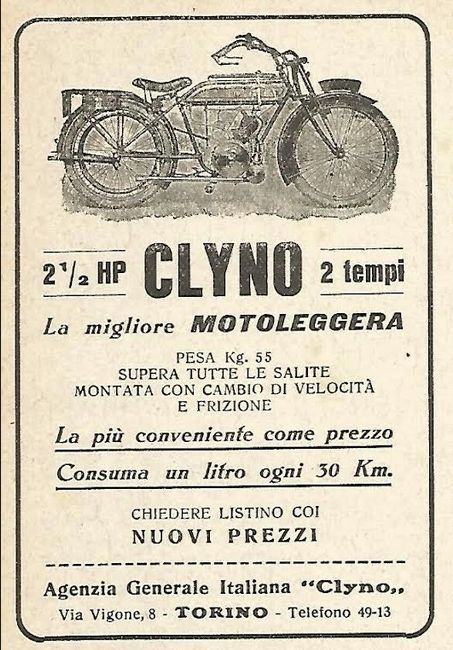 2 1/2 HP CLYNO 2 tempi
La migliore MOTOLEGGERA
PESA Kg. 55
SUPERA TUTTE LE SALITE
MONTATA CON CAMBIO DI VELOCITÀ
E FRIZIONE
La più conveniente come prezzo
Consuma un litro ogni 30 Km.
CHIEDERE LISTINO COI
NUOVI PREZZI
Agenzia Generale Italiana "Clyno„
Via Vigone, 8 - TORINO - Telefono 49-13